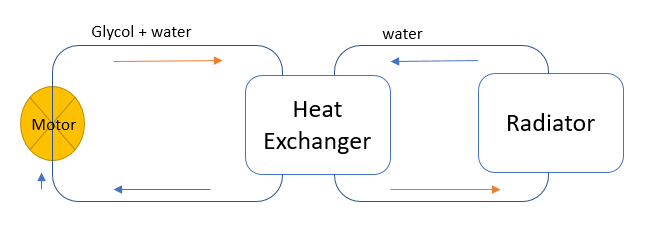 Glycol + water
water
Motor
Heat
Exchanger
Radiator